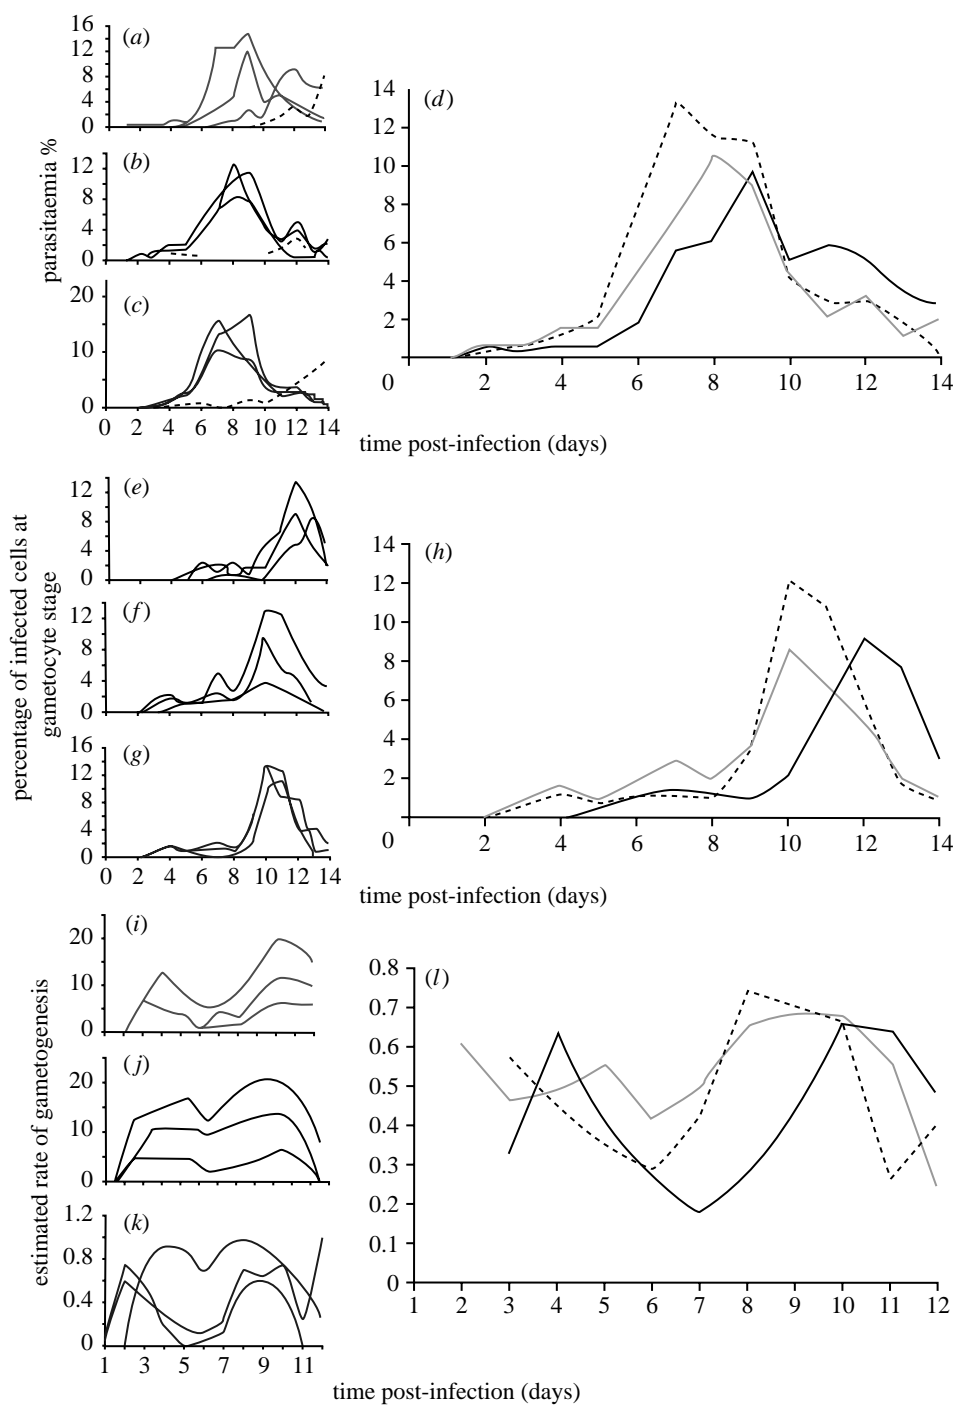 (a)
16
12
8
4
0
(b)
12
8
4
0
(c)
20
10
0
0 2 4 6 8 10 12 14
parasitaemia %
(d)
14
12
10
8
6
4
2
0
2 4 6 8 10 12 14
time post-infection (days)
(e)
12
8
4
0
(f)
12
8
4
0
(g)
16
12
8
4
0
0 2 4 6 8 10 12 14
percentage of infected cells at
gametocyte stage
(h)
14
12
10
8
6
4
2
0
2 4 6 8 10 12 14
time post-infection (days)
(i)
20
10
0
(j)
20
10
0
(k)
1.2
0.8
0.4
0
1 3 5 7 9 11
estimated rate of gametogenesis
(l)
0.8
0.7
0.6
0.5
0.4
0.3
0.2
0.1
0
1 2 3 4 5 6 7 8 9 10 11 12
time post-infection (days)